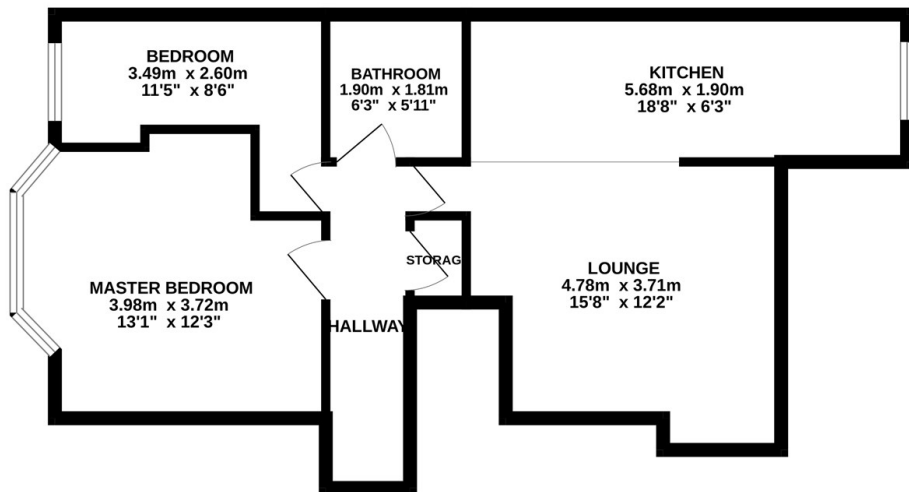 BEDROOM
3.49m x 2.60m
11'5" x 8'6"
BATHROOM
1.90m x 1.81m
6'3" x 5'11"
KITCHEN
5.68m x 1.90m
18'8" x 6'3"
MASTER BEDROOM
3.98m x 3.72m
13'1" x 12'3"
STORAG
HALLWAY
LOUNGE
4.78m x 3.71m
15'8" x 12'2"